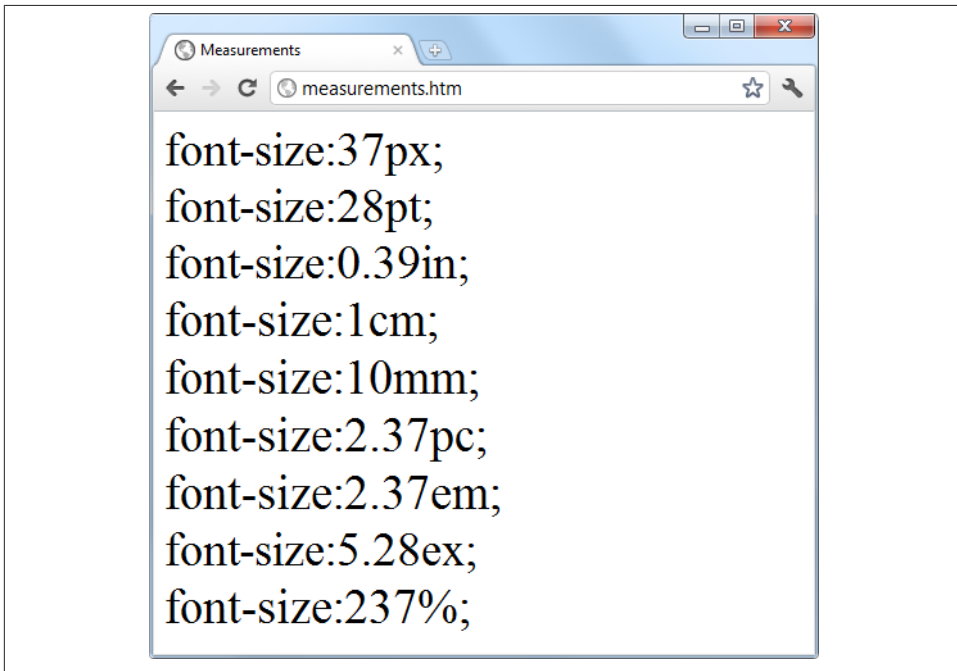 Measurements
measurements.htm
font-size:37px;
font-size:28pt;
font-size:0.39in;
font-size:1cm;
font-size:10mm;
font-size:2.37pc;
font-size:2.37em;
font-size:5.28ex;
font-size:237%;